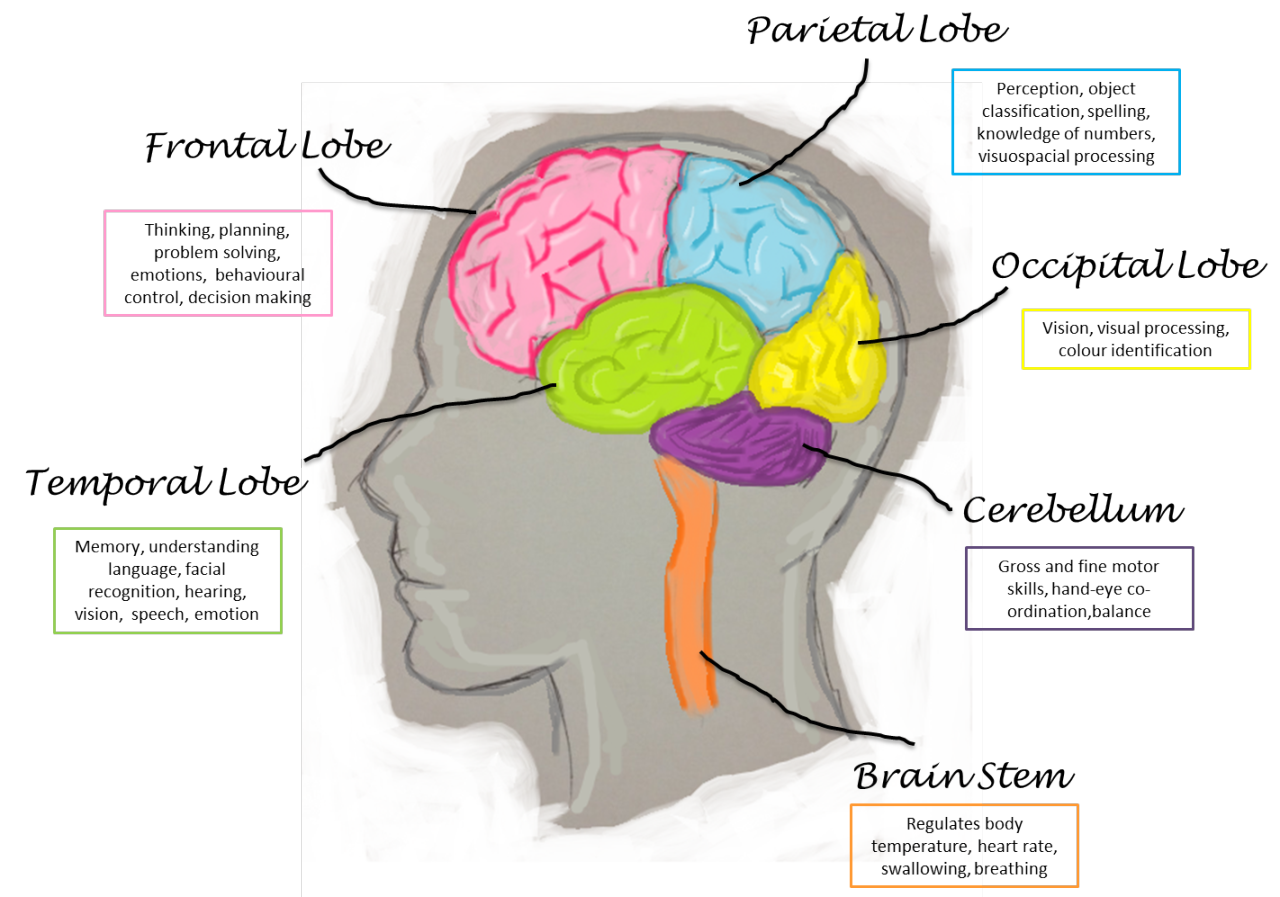 Parietal Lobe
Perception, object
classification, spelling,
knowledge of numbers,
visuospacial processing
Frontal Lobe
Thinking, planning,
problem solving,
emotions, behavioural
control, decision making
Occipital Lobe
Vision, visual processing,
colour identification
Temporal Lobe
Memory, understanding
language, facial
recognition, hearing,
vision, speech, emotion
Cerebellum
Gross and fine motor
skills, hand-eye co-
ordination,balance
Brain Stem
Regulates body
temperature, heart rate,
swallowing, breathing